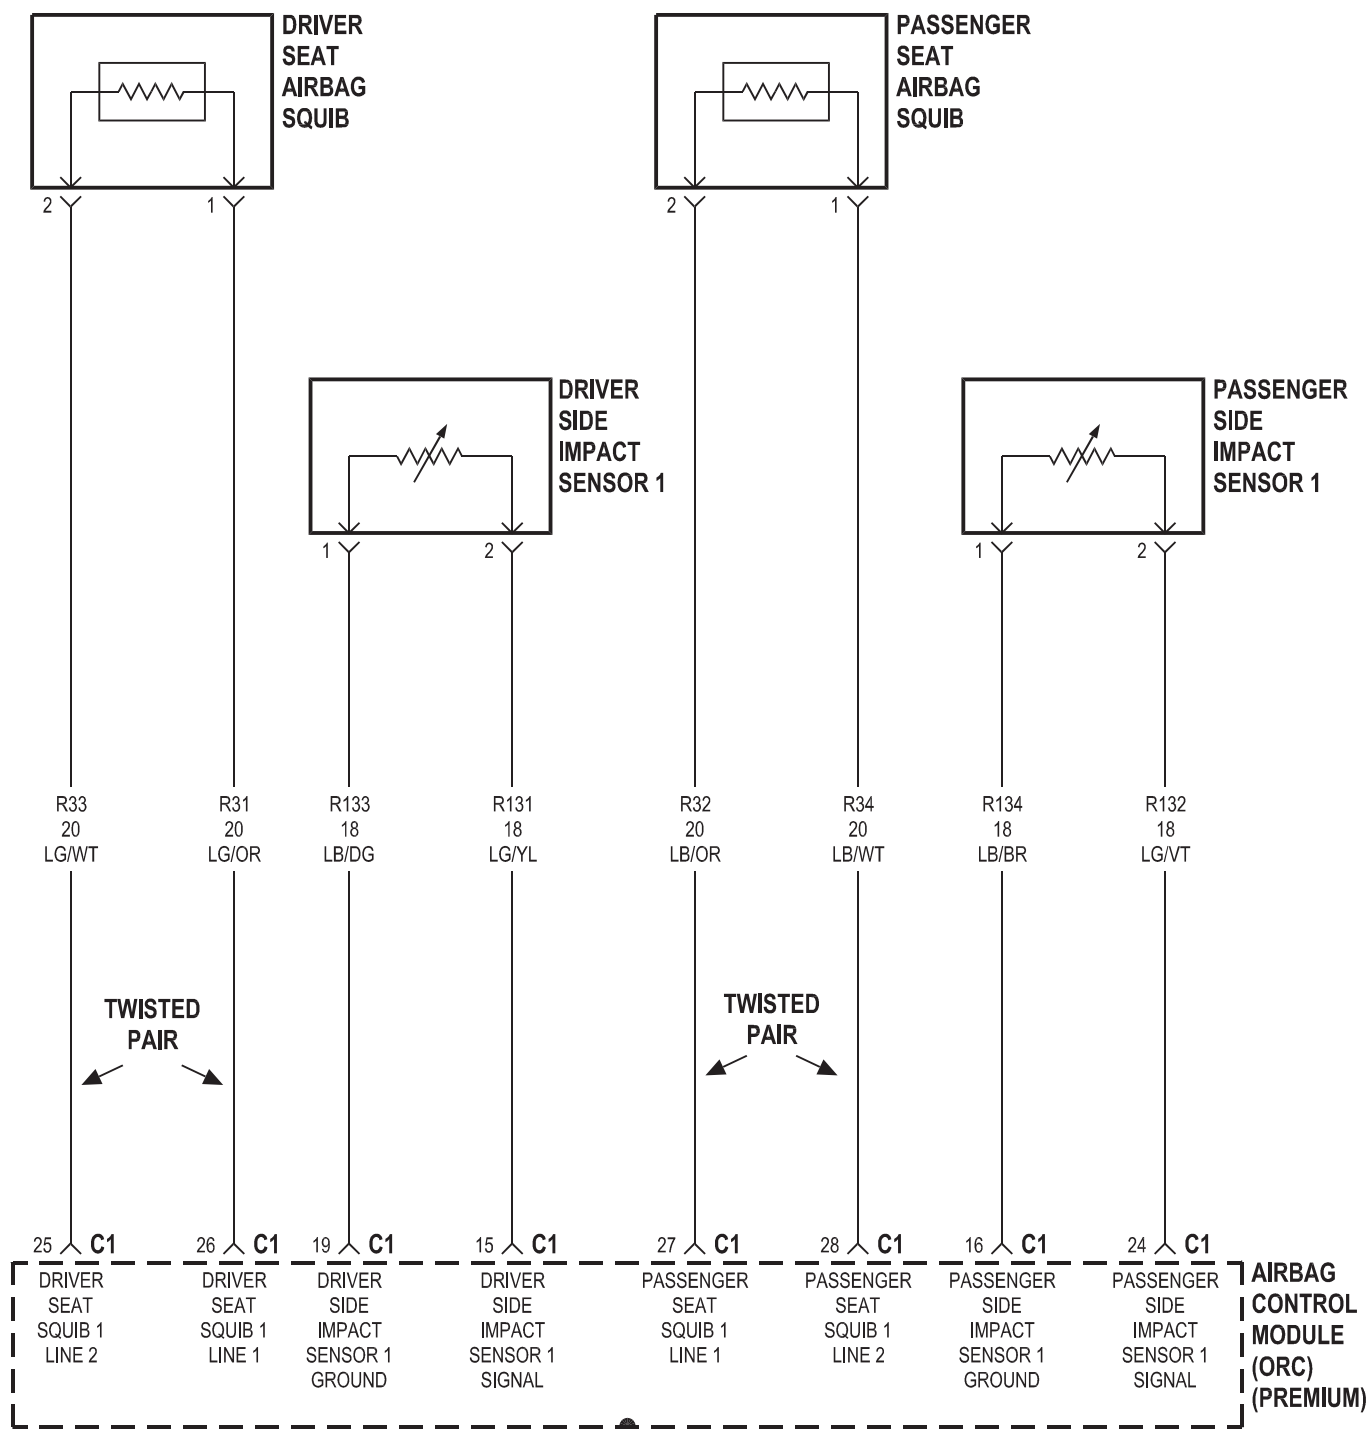 DRIVER
SEAT
AIRBAG
SQUIB
PASSENGER
SEAT
AIRBAG
SQUIB
2
1
2
1
DRIVER
SIDE
IMPACT
SENSOR 1
PASSENGER
SIDE
IMPACT
SENSOR 1
1
2
1
2
R33
20
LG/WT
R31
20
LG/OR
R133
18
LB/DG
R131
18
LG/YL
R32
20
LB/OR
R34
20
LB/WT
R134
18
LB/BR
R132
18
LG/VT
TWISTED
PAIR
TWISTED
PAIR
25 C1
26 C1
19 C1
15 C1
27 C1
28 C1
16 C1
24 C1
DRIVER
SEAT
SQUIB 1
LINE 2
DRIVER
SEAT
SQUIB 1
LINE 1
DRIVER
SIDE
IMPACT
SENSOR 1
GROUND
DRIVER
SIDE
IMPACT
SENSOR 1
SIGNAL
PASSENGER
SEAT
SQUIB 1
LINE 1
PASSENGER
SEAT
SQUIB 1
LINE 2
PASSENGER
SIDE
IMPACT
SENSOR 1
GROUND
PASSENGER
SIDE
IMPACT
SENSOR 1
SIGNAL
AIRBAG
CONTROL
MODULE
(ORC)
(PREMIUM)